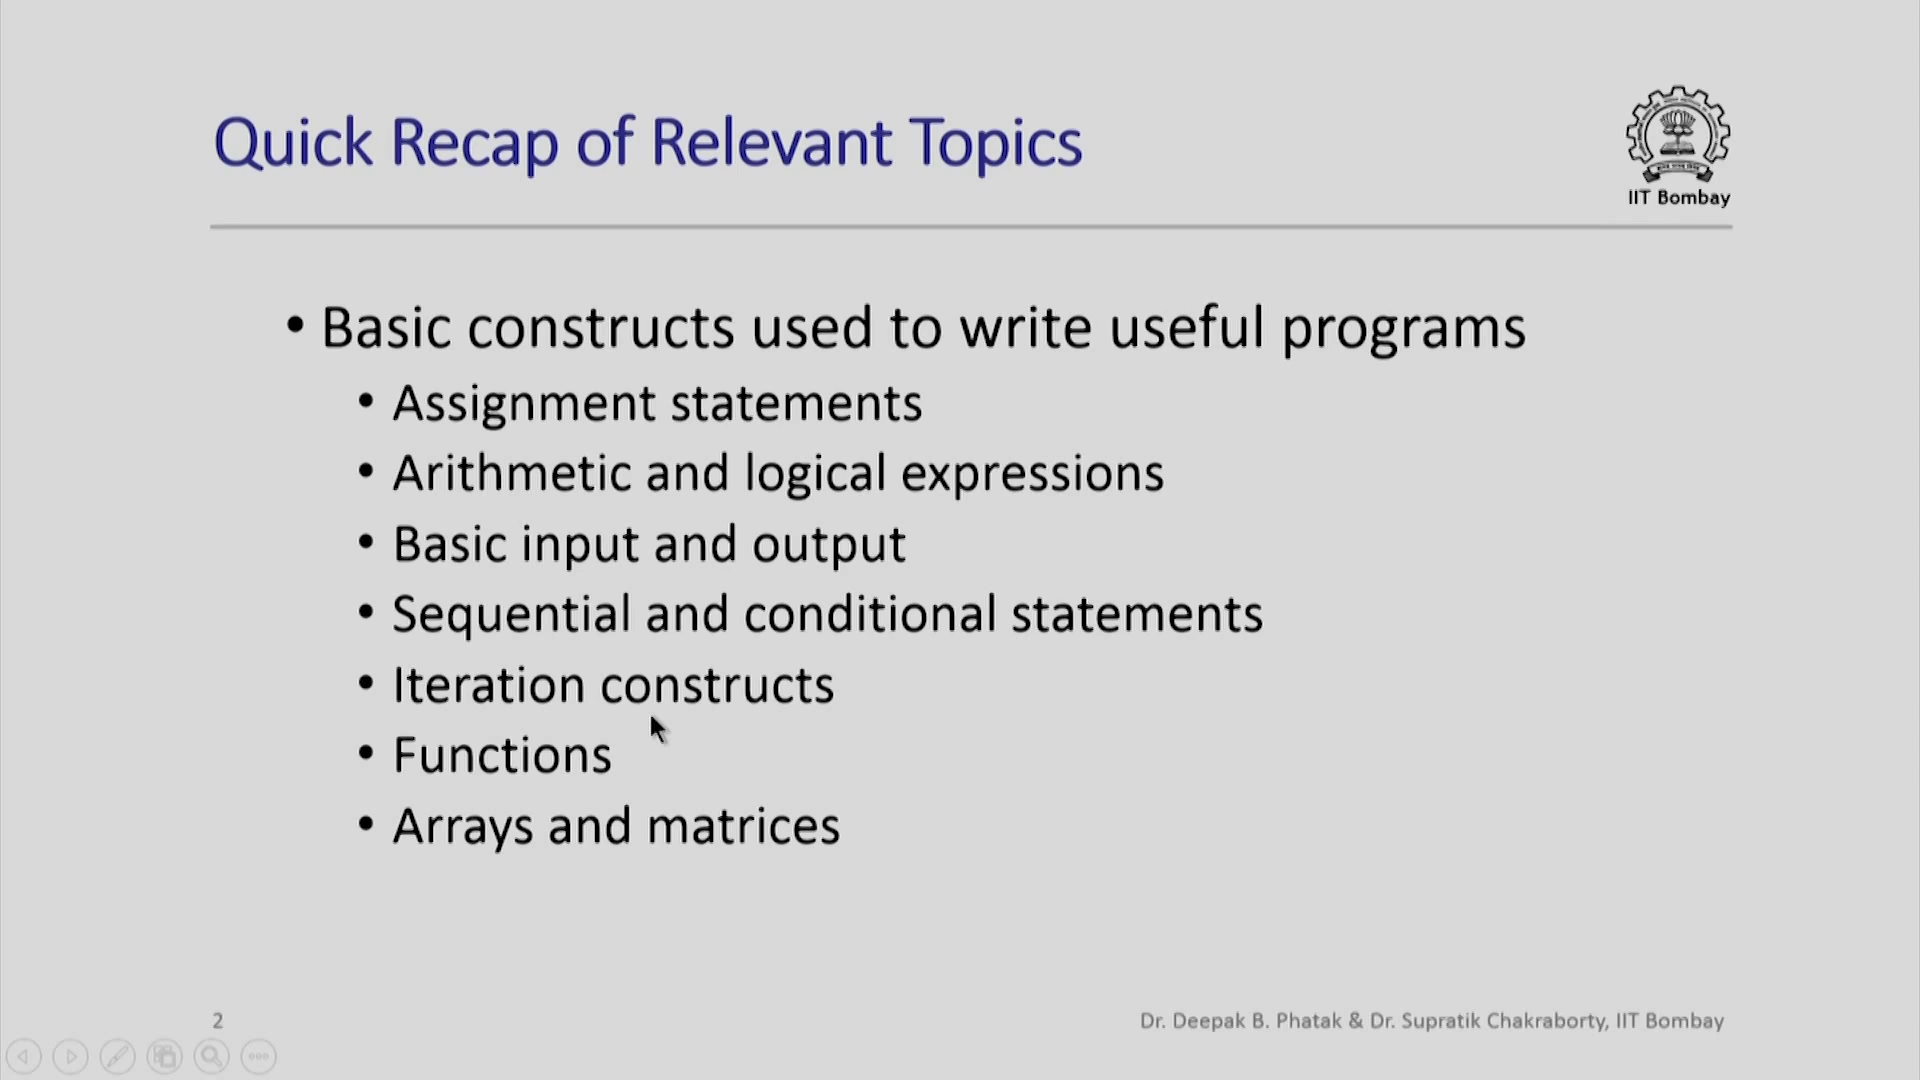 Quick Recap of Relevant Topics
IIT Bombay
• Basic constructs used to write useful programs
• Assignment statements
• Arithmetic and logical expressions
• Basic input and output
• Sequential and conditional statements
• Iteration constructs
• Functions
• Arrays and matrices
2
Dr. Deepak B. Phatak & Dr. Supratik Chakraborty, IIT Bombay